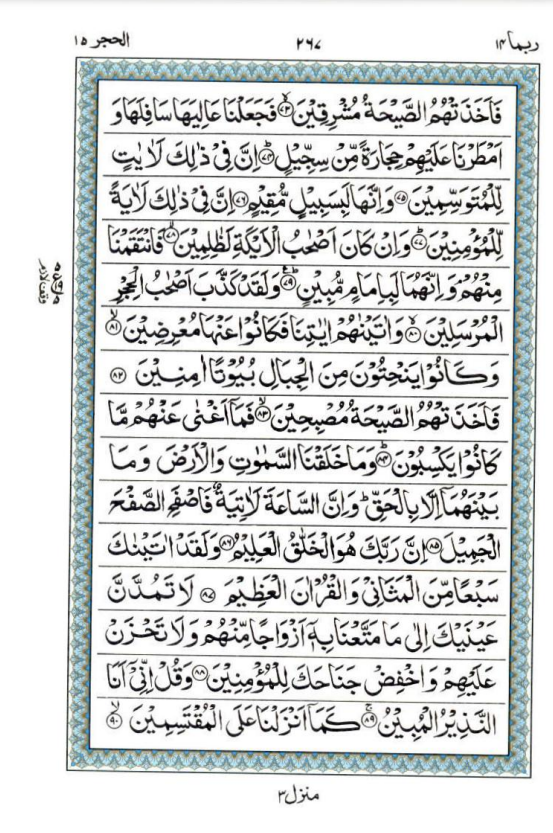 ربما ١٤ ٢٦٧ الحجر ١٥
فَاَخَذَتْهُمُ الصَّيْحَةُ مُشْرِقِيْنَ ﴿٧٣﴾ۙ فَجَعَلْنَا عَالِيَهَا سَافِلَهَا وَ
اَمْطَرْنَا عَلَيْهِمْ حِجَارَةً مِّنْ سِجِّيْلٍ ﴿٧٤﴾ؕ اِنَّ فِيْ ذٰلِكَ لَاٰيٰتٍ
لِّلْمُتَوَسِّمِيْنَ ﴿٧٥﴾ وَاِنَّهَا لَبِسَبِيْلٍ مُّقِيْمٍ ﴿٧٦﴾ اِنَّ فِيْ ذٰلِكَ لَاٰيَةً
لِّلْمُؤْمِنِيْنَ ﴿٧٧﴾ؕ وَاِنْ كَانَ اَصْحٰبُ الْاَيْكَةِ لَظٰلِمِيْنَ ﴿٧٨﴾ۙ فَانْتَقَمْنَا
مِنْهُمْ وَاِنَّهُمَا لَبِاِمَامٍ مُّبِيْنٍ ﴿٧٩﴾ؕ وَلَقَدْ كَذَّبَ اَصْحٰبُ الْحِجْرِ
الْمُرْسَلِيْنَ ﴿٨٠﴾ۙ وَاٰتَيْنٰهُمْ اٰيٰتِنَا فَكَانُوْا عَنْهَا مُعْرِضِيْنَ ﴿٨١﴾ۙ
وَكَانُوْا يَنْحِتُوْنَ مِنَ الْجِبَالِ بُيُوْتًا اٰمِنِيْنَ ﴿٨٢﴾
فَاَخَذَتْهُمُ الصَّيْحَةُ مُصْبِحِيْنَ ﴿٨٣﴾ۙ فَمَاۤ اَغْنٰى عَنْهُمْ مَّا
كَانُوْا يَكْسِبُوْنَ ﴿٨٤﴾ؕ وَمَا خَلَقْنَا السَّمٰوٰتِ وَالْاَرْضَ وَمَا
بَيْنَهُمَاۤ اِلَّا بِالْحَقِّ ؕ وَاِنَّ السَّاعَةَ لَاٰتِيَةٌ فَاصْفَحِ الصَّفْحَ
الْجَمِيْلَ ﴿٨٥﴾ اِنَّ رَبَّكَ هُوَ الْخَلّٰقُ الْعَلِيْمُ ﴿٨٦﴾ وَلَقَدْ اٰتَيْنٰكَ
سَبْعًا مِّنَ الْمَثَانِيْ وَالْقُرْاٰنَ الْعَظِيْمَ ﴿٨٧﴾ لَا تَمُدَّنَّ
عَيْنَيْكَ اِلٰى مَا مَتَّعْنَا بِهٖۤ اَزْوَاجًا مِّنْهُمْ وَلَا تَحْزَنْ
عَلَيْهِمْ وَاخْفِضْ جَنَاحَكَ لِلْمُؤْمِنِيْنَ ﴿٨٨﴾ وَقُلْ اِنِّيْۤ اَنَا
النَّذِيْرُ الْمُبِيْنُ ﴿٨٩﴾ۚ كَمَاۤ اَنْزَلْنَا عَلَى الْمُقْتَسِمِيْنَ ﴿٩٠﴾ۙ
منزل ٣